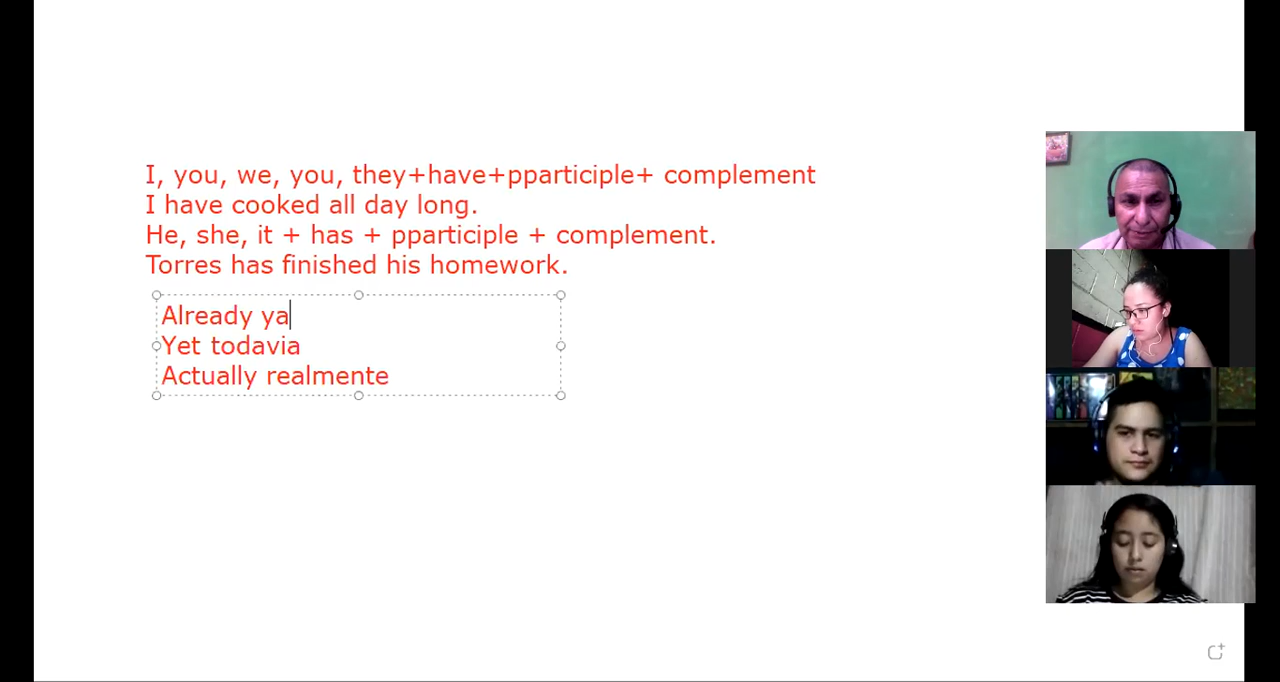 I, you, we, you, they+have+pparticiple+ complement
I have cooked all day long.
He, she, it + has + pparticiple + complement.
Torres has finished his homework.
Already ya
Yet todavia
Actually realmente